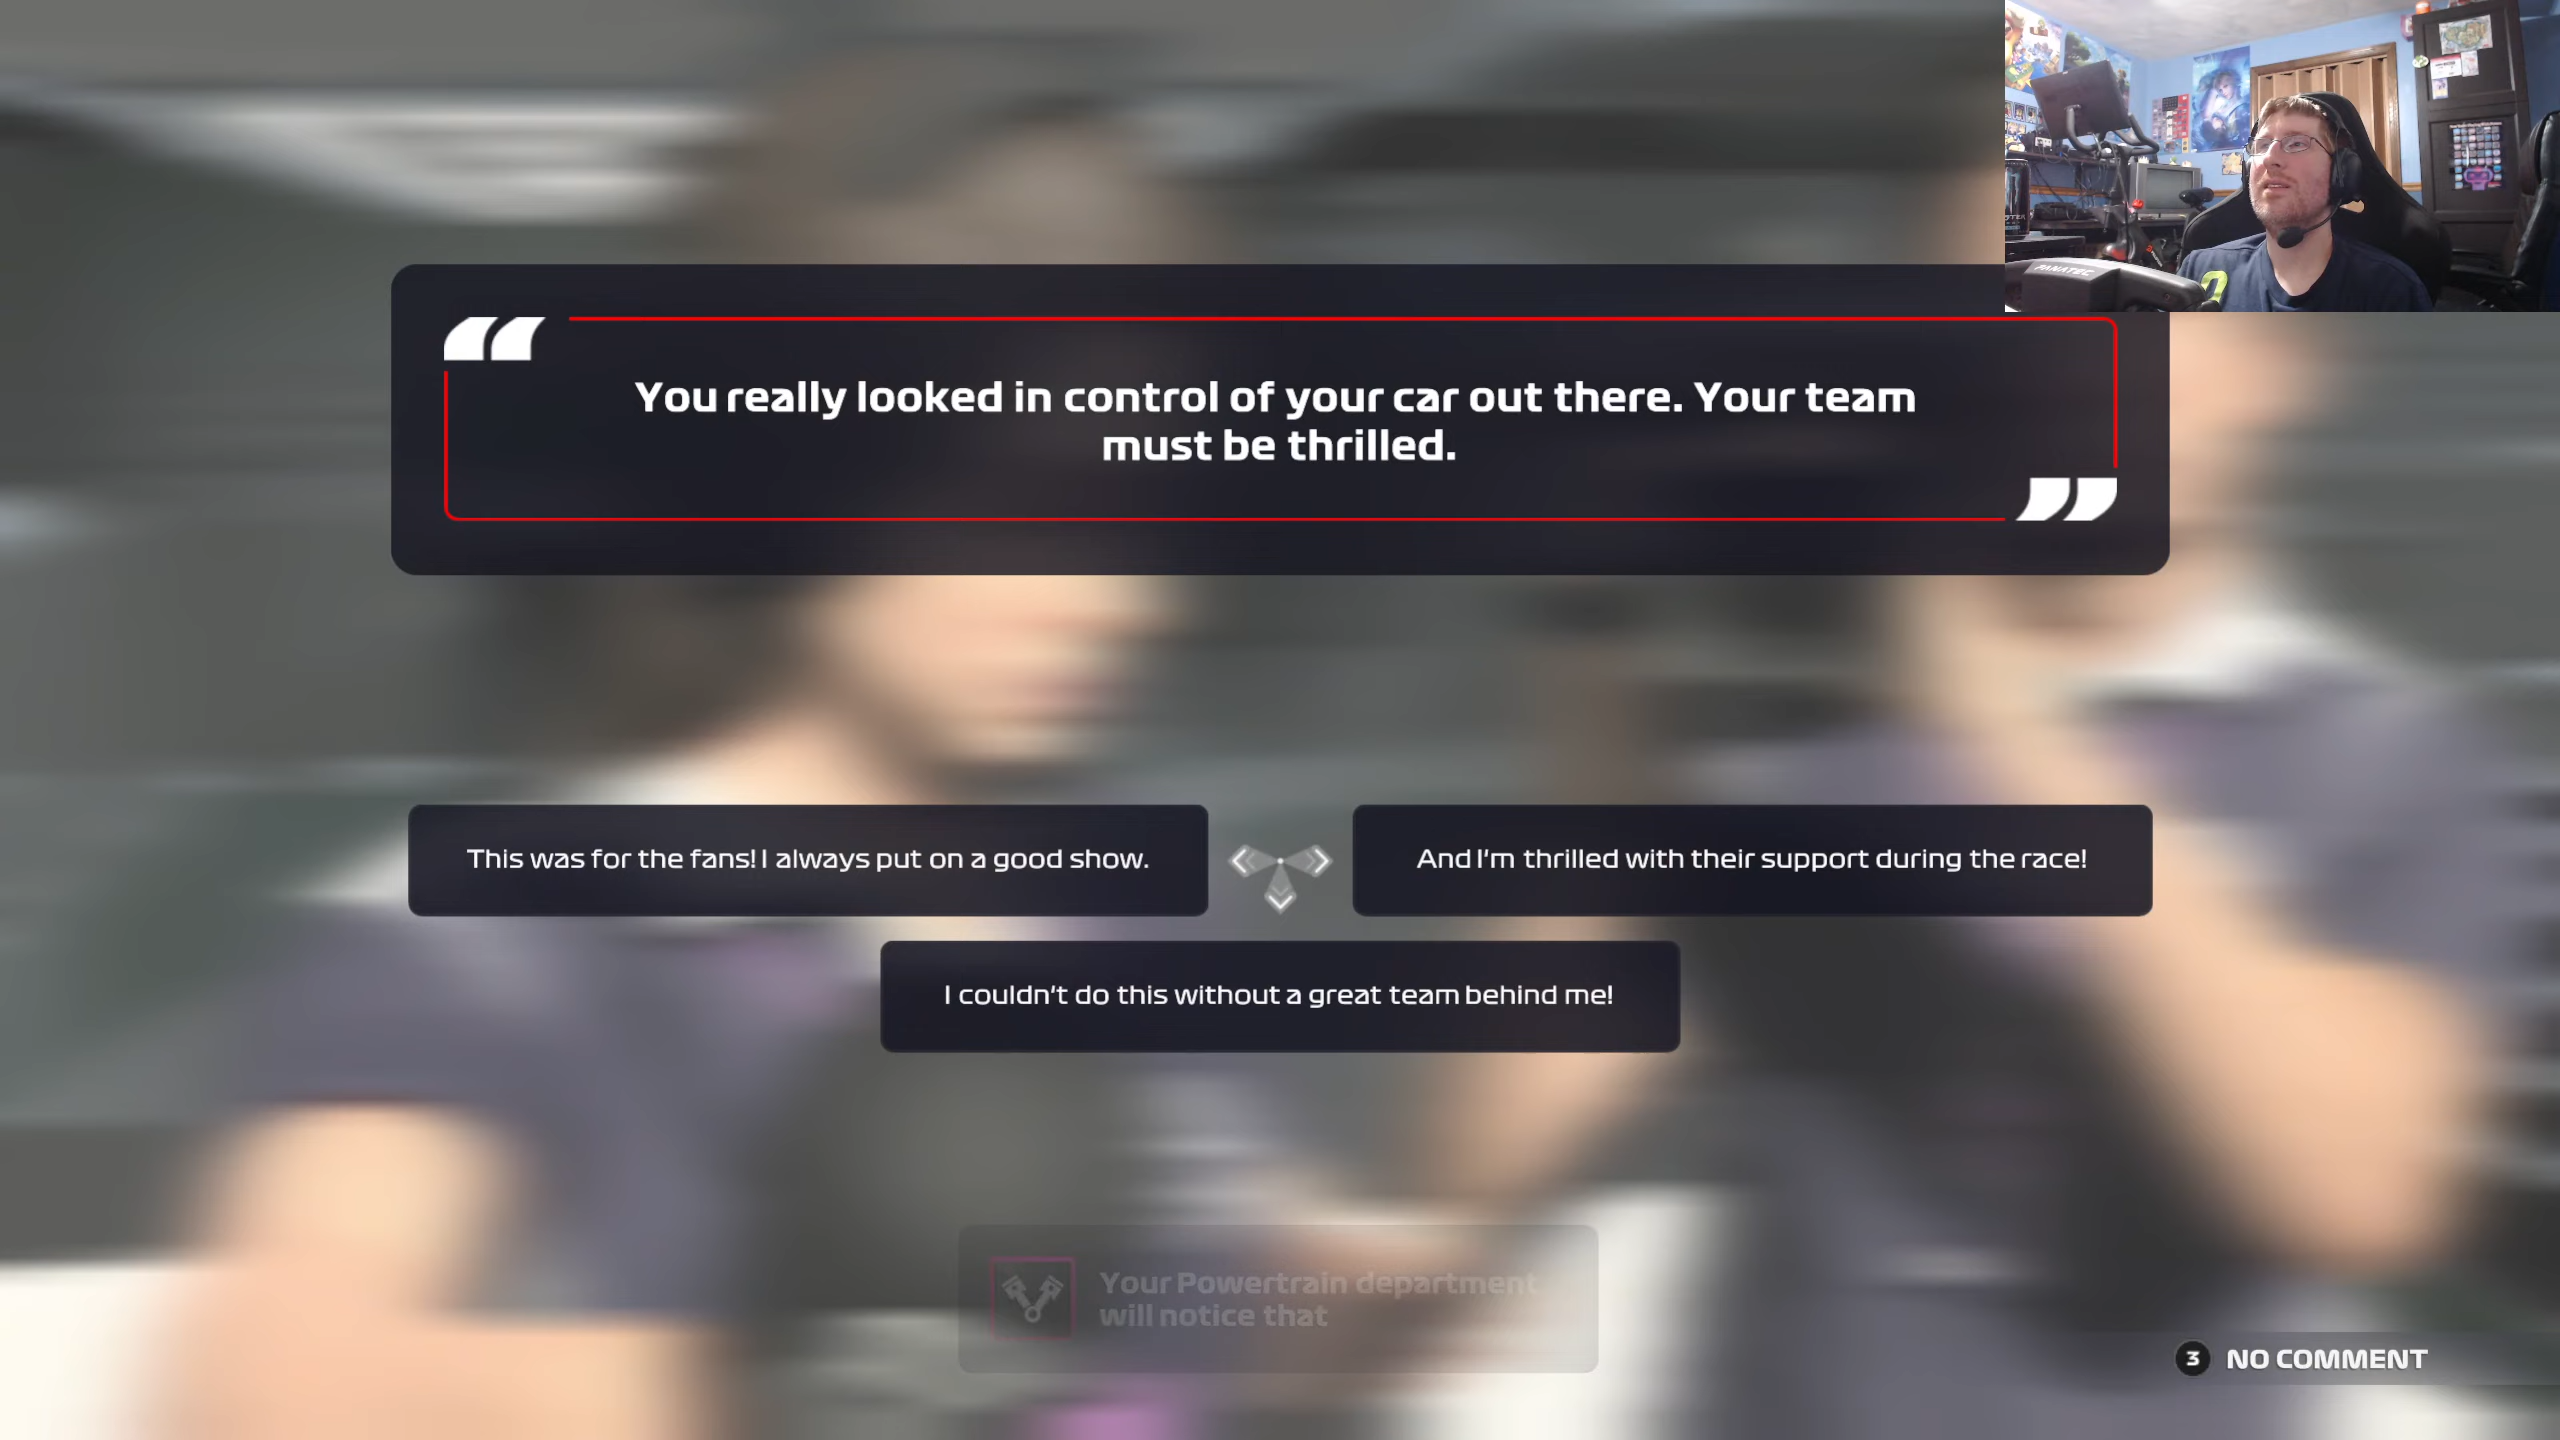 FANATEC
You really looked in control of your car out there. Your team
must be thrilled.
This was for the fans! I always put on a good show.
And I'm thrilled with their support during the race!
I couldn't do this without a great team behind me!
Your Powertrain department
will notice that
3 NO COMMENT